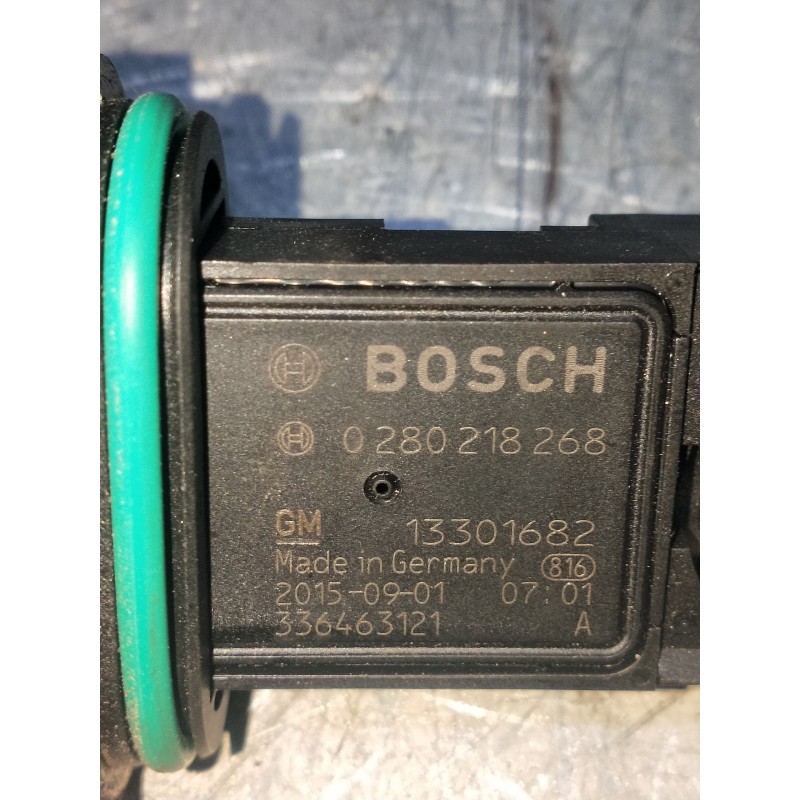 BOSCH
0 280 218 268
GM 13301682
Made in Germany 816
2015-09-01 07:01
336463121 A